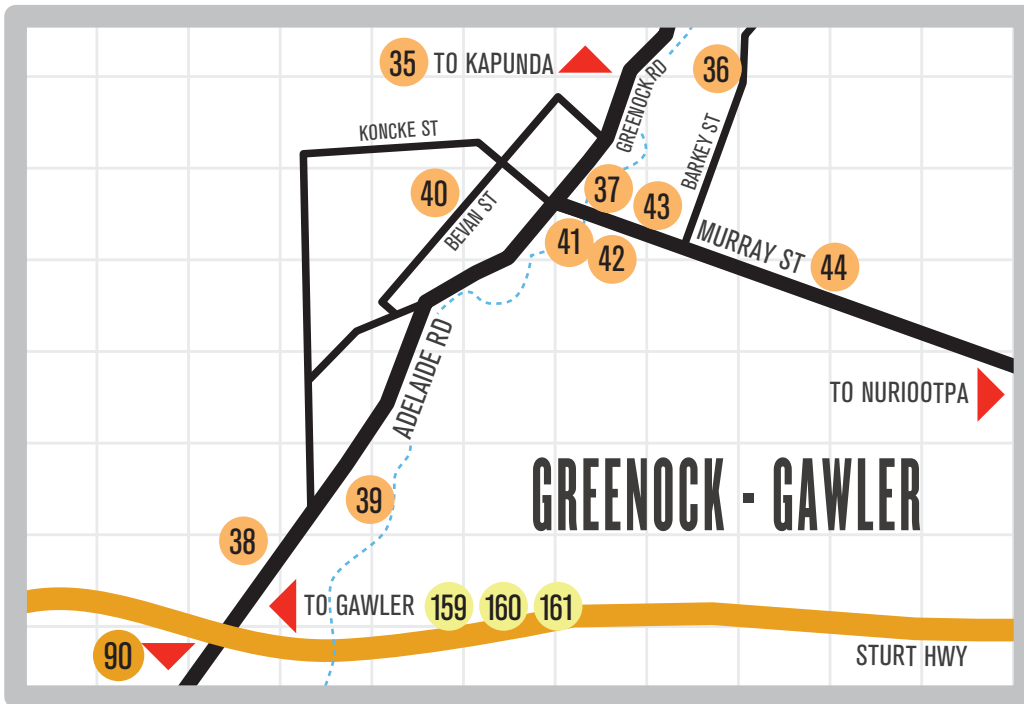 35 TO KAPUNDA
36
GREENOCK RD
KONCKE ST
BARKEY ST
40
37
43
BEVAN ST
41
42
MURRAY ST
44
ADELAIDE RD
TO NURIOOTPA
GREENOCK - GAWLER
39
38
TO GAWLER 159 160 161
90
STURT HWY